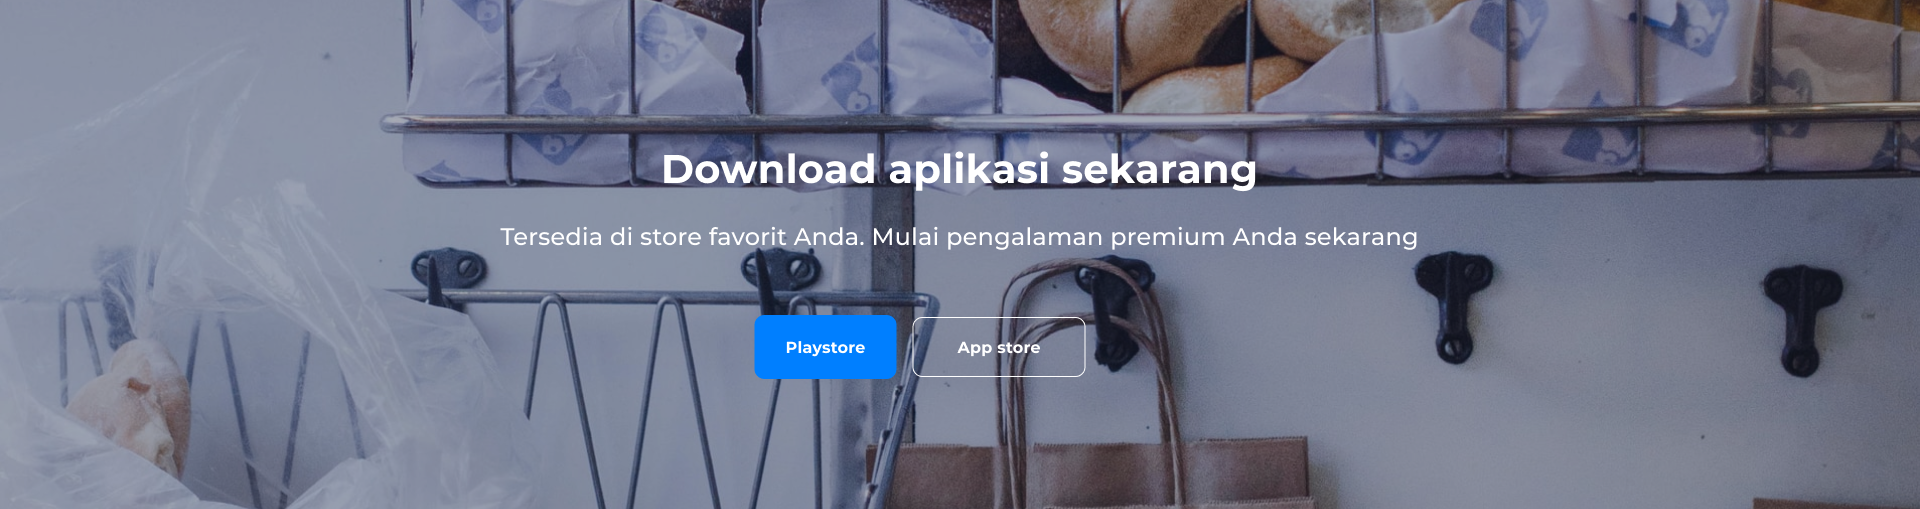 Download aplikasi sekarang
Tersedia di store favorit Anda. Mulai pengalaman premium Anda sekarang
Playstore
App store